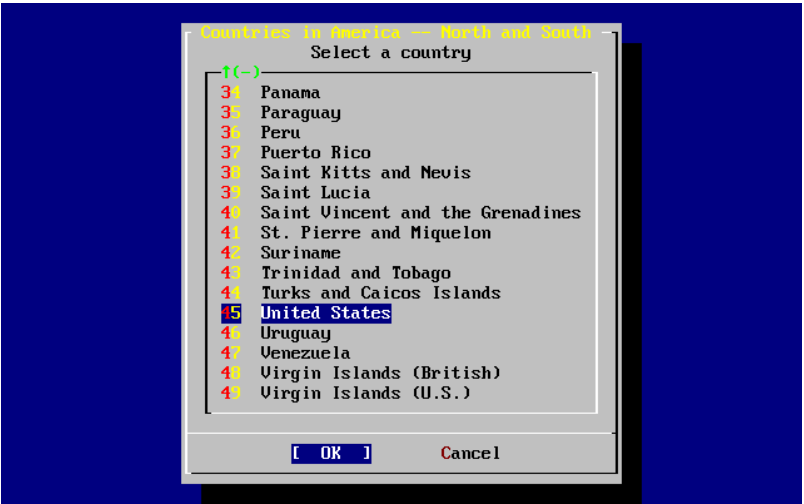 Countries in America -- North and South
Select a country
↑(-)
34 Panama
35 Paraguay
36 Peru
37 Puerto Rico
38 Saint Kitts and Nevis
39 Saint Lucia
40 Saint Vincent and the Grenadines
41 St. Pierre and Miquelon
42 Suriname
43 Trinidad and Tobago
44 Turks and Caicos Islands
45 United States
46 Uruguay
47 Venezuela
48 Virgin Islands (British)
49 Virgin Islands (U.S.)
[ OK ] Cancel